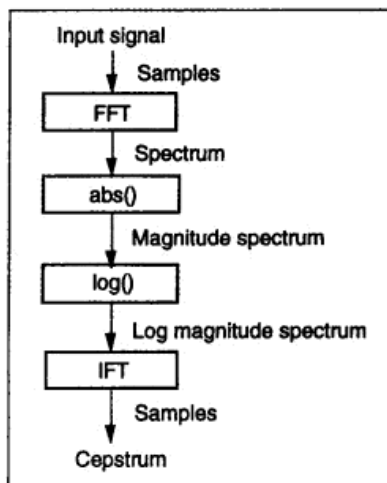 Input signal
Samples
FFT
Spectrum
abs()
Magnitude spectrum
log()
Log magnitude spectrum
IFT
Samples
Cepstrum